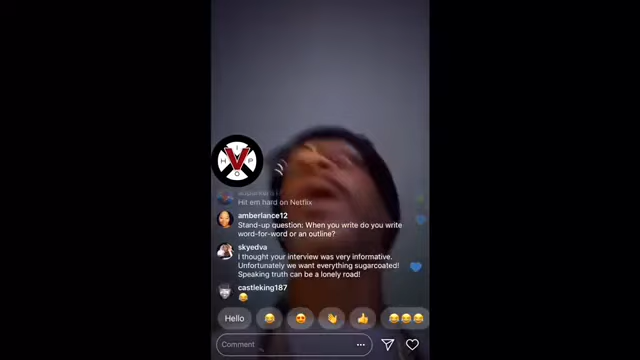 I
H
P
O
Hit em hard on Netflix
amberlance12
Stand-up question: When you write do you write
word-for-word or an outline?
skyedva
I thought your interview was very informative.
Unfortunately we want everything sugarcoated!
Speaking truth can be a lonely road!
castleking187
Hello
Comment